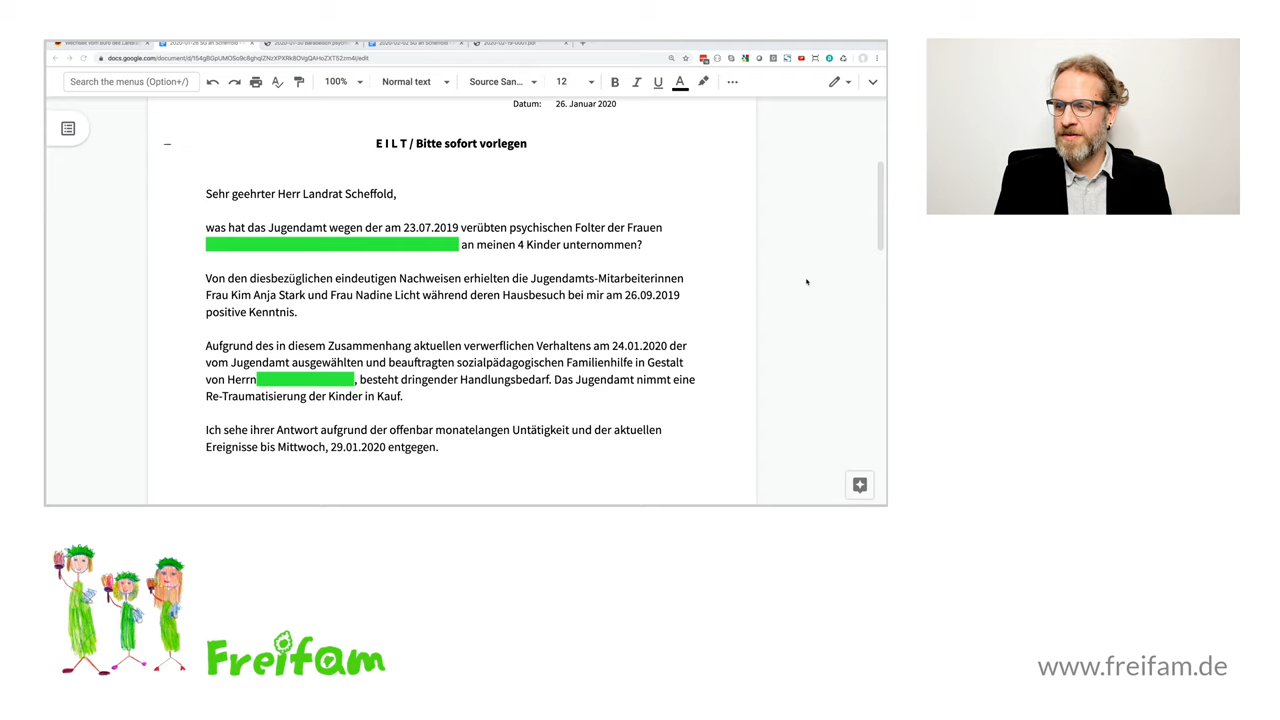 docs.google.com/document/d/
Search the menus (Option+/)
100%
Normal text
Source San...
12
B I U A
Datum: 26. Januar 2020
E I L T / Bitte sofort vorlegen
Sehr geehrter Herr Landrat Scheffold,
was hat das Jugendamt wegen der am 23.07.2019 verübten psychischen Folter der Frauen
an meinen 4 Kinder unternommen?
Von den diesbezüglichen eindeutigen Nachweisen erhielten die Jugendamts-Mitarbeiterinnen
Frau Kim Anja Stark und Frau Nadine Licht während deren Hausbesuch bei mir am 26.09.2019
positive Kenntnis.
Aufgrund des in diesem Zusammenhang aktuellen verwerflichen Verhaltens am 24.01.2020 der
vom Jugendamt ausgewählten und beauftragten sozialpädagogischen Familienhilfe in Gestalt
von Herrn , besteht dringender Handlungsbedarf. Das Jugendamt nimmt eine
Re-Traumatisierung der Kinder in Kauf.
Ich sehe ihrer Antwort aufgrund der offenbar monatelangen Untätigkeit und der aktuellen
Ereignisse bis Mittwoch, 29.01.2020 entgegen.
Freifam
www.freifam.de